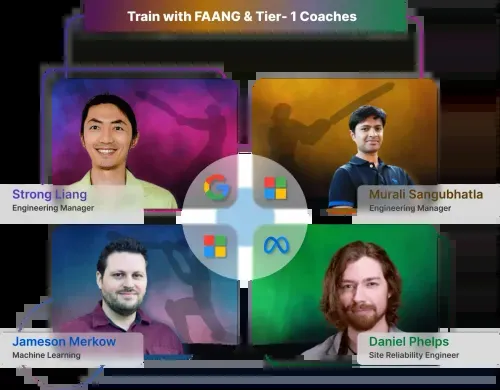 Train with FAANG & Tier- 1 Coaches
Strong Liang
Engineering Manager
Murali Sangubhatla
Engineering Manager
Jameson Merkow
Machine Learning
Daniel Phelps
Site Reliability Engineer